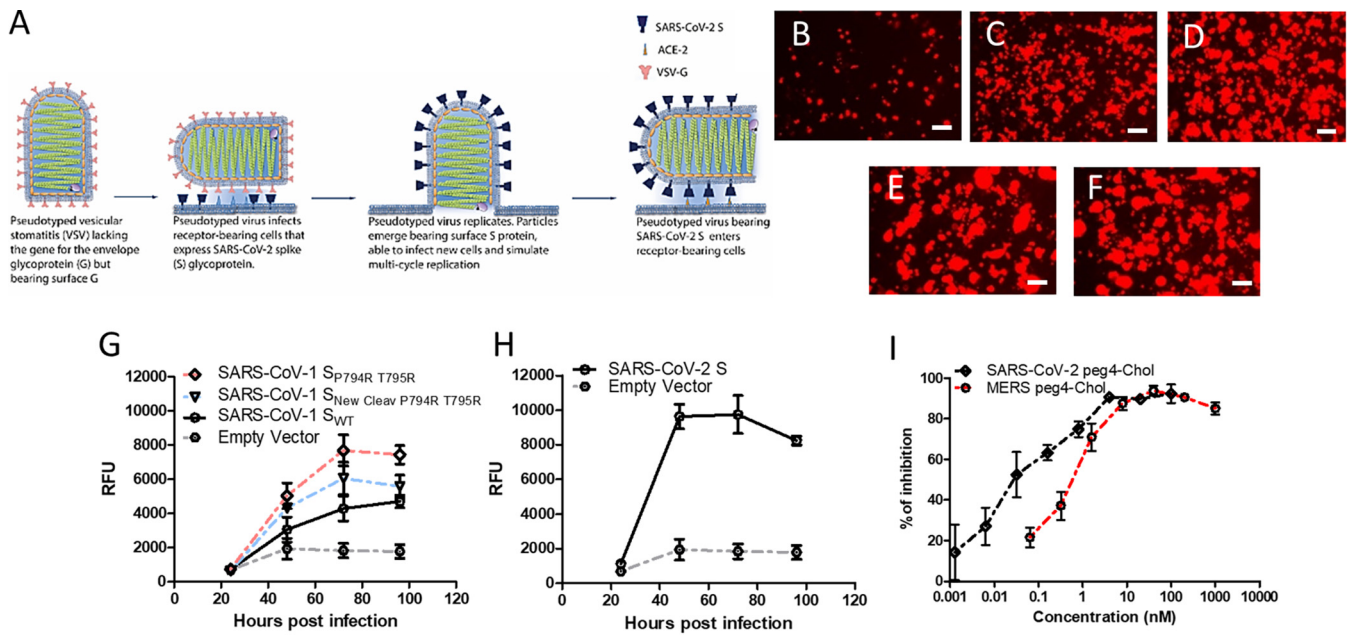 A
SARS-CoV-2 S
ACE-2
VSV-G
Pseudotyped vesicular
stomatitis (VSV) lacking
the gene for the envelope
glycoprotein (G) but
bearing surface G
Pseudotyped virus infects
receptor-bearing cells that
express SARS-CoV-2 spike
(S) glycoprotein.
Pseudotyped virus replicates. Particles
emerge bearing surface S protein,
able to infect new cells and simulate
multi-cycle replication
Pseudotyped virus bearing
SARS-CoV-2 S enters
receptor-bearing cells
B
C
D
E
F
G
SARS-CoV-1 SP794R T795R
SARS-CoV-1 SNew Cleav P794R T795R
SARS-CoV-1 SWT
Empty Vector
12000
10000
8000
6000
4000
2000
0
RFU
0 20 40 60 80 100 120
Hours post infection
H
SARS-CoV-2 S
Empty Vector
12000
10000
8000
6000
4000
2000
0
RFU
0 20 40 60 80 100 120
Hours post infection
I
SARS-CoV-2 peg4-Chol
MERS peg4-Chol
100
80
60
40
20
0
% of inhibition
0.001 0.01 0.1 1 10 100 1000 10000
Concentration (nM)